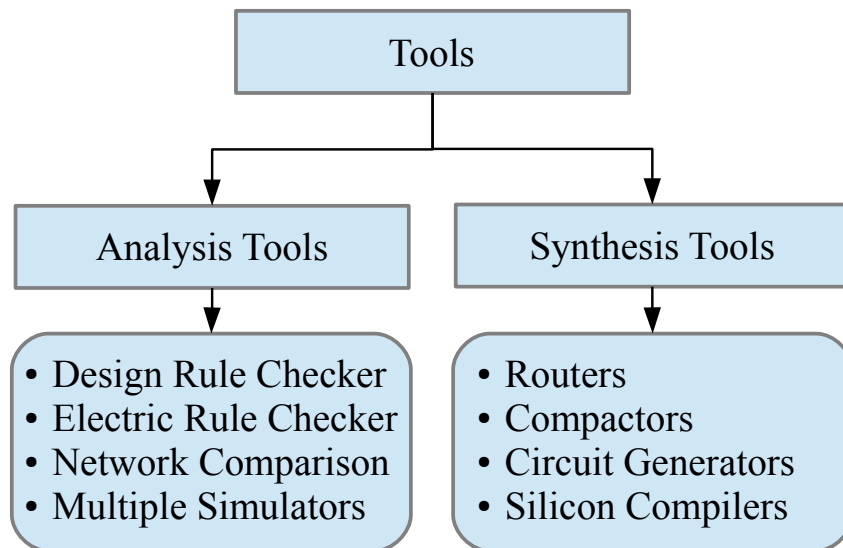 Tools
Analysis Tools
Synthesis Tools
• Design Rule Checker
• Electric Rule Checker
• Network Comparison
• Multiple Simulators
• Routers
• Compactors
• Circuit Generators
• Silicon Compilers